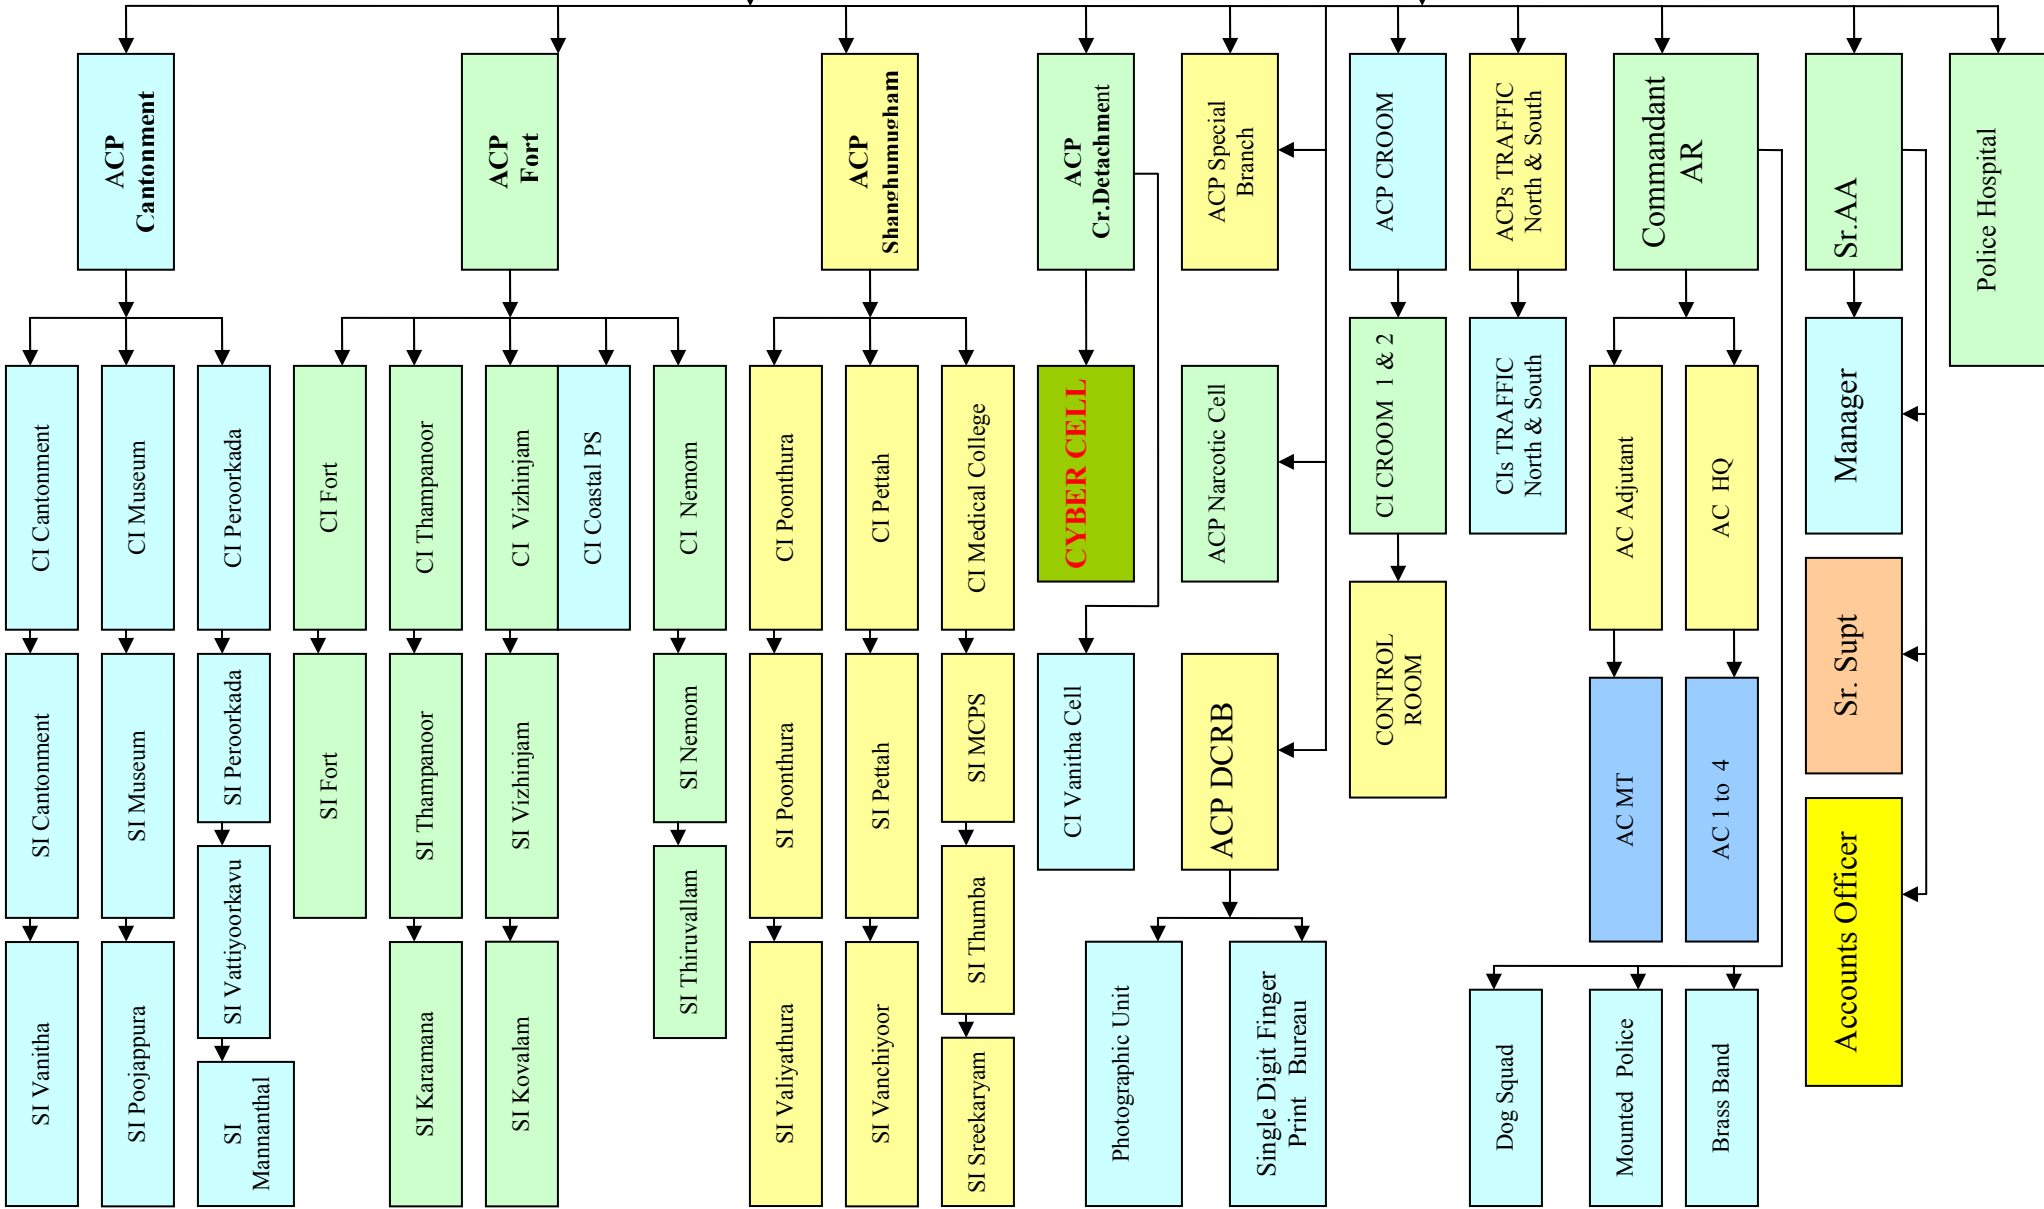 ACP
Cantonment
ACP
Fort
ACP
Shanghumugham
ACP
Cr.Detachment
ACP Special
Branch
ACP CROOM
ACPs TRAFFIC
North & South
Commandant
AR
Sr.AA
Police Hospital
CI Cantonment
CI Museum
CI Peroorkada
CI Fort
CI Thampanoor
CI Vizhinjam
CI Coastal PS
CI Nemom
CI Poonthura
CI Pettah
CI Medical College
CYBER CELL
ACP Narcotic Cell
CI CROOM 1 & 2
CIs TRAFFIC
North & South
AC Adjutant
AC HQ
Manager
SI Cantonment
SI Museum
SI Peroorkada
SI Fort
SI Thampanoor
SI Vizhinjam
SI Nemom
SI Poonthura
SI Pettah
SI MCPS
CI Vanitha Cell
ACP DCRB
CONTROL
ROOM
AC MT
AC 1 to 4
Sr. Supt
SI Vattiyoorkavu
SI Thiruvallam
SI Thumba
Accounts Officer
SI Vanitha
SI Poojappura
SI
Mannanthal
SI Karamana
SI Kovalam
SI Valiyathura
SI Vanchiyoor
SI Sreekaryam
Photographic Unit
Single Digit Finger
Print Bureau
Dog Squad
Mounted Police
Brass Band